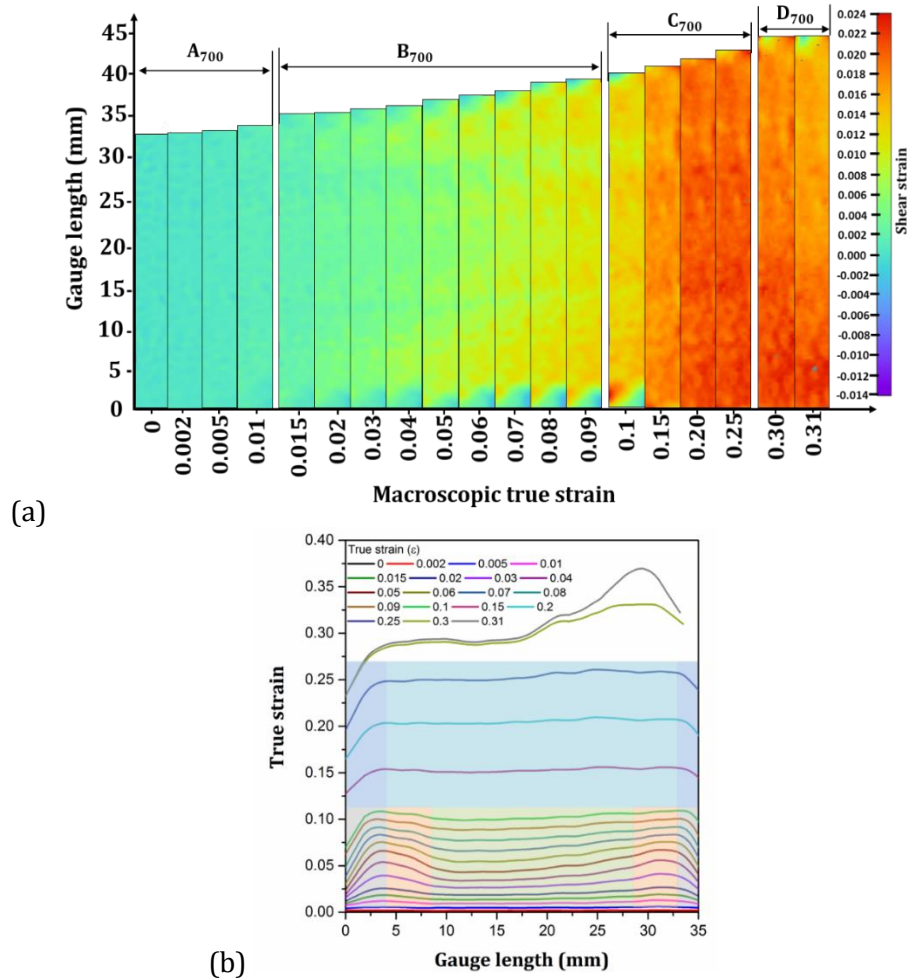 A700
B700
C700
D700
45
40
35
30
25
20
15
10
5
0
Gauge length (mm)
0 0.002 0.005 0.01 0.015 0.02 0.03 0.04 0.05 0.06 0.07 0.08 0.09 0.1 0.15 0.20 0.25 0.30 0.31
Macroscopic true strain
0.024
0.022
0.020
0.018
0.016
0.014
0.012
0.010
0.008
0.006
0.004
0.002
-0.000
-0.002
-0.004
-0.006
-0.008
-0.010
-0.012
-0.014
Shear strain
(a)
True strain (ε)
0 0.002 0.005 0.01
0.015 0.02 0.03 0.04
0.05 0.06 0.07 0.08
0.09 0.1 0.15 0.2
0.25 0.3 0.31
0.40
0.35
0.30
0.25
0.20
0.15
0.10
0.05
0.00
True strain
0 5 10 15 20 25 30 35
Gauge length (mm)
(b)